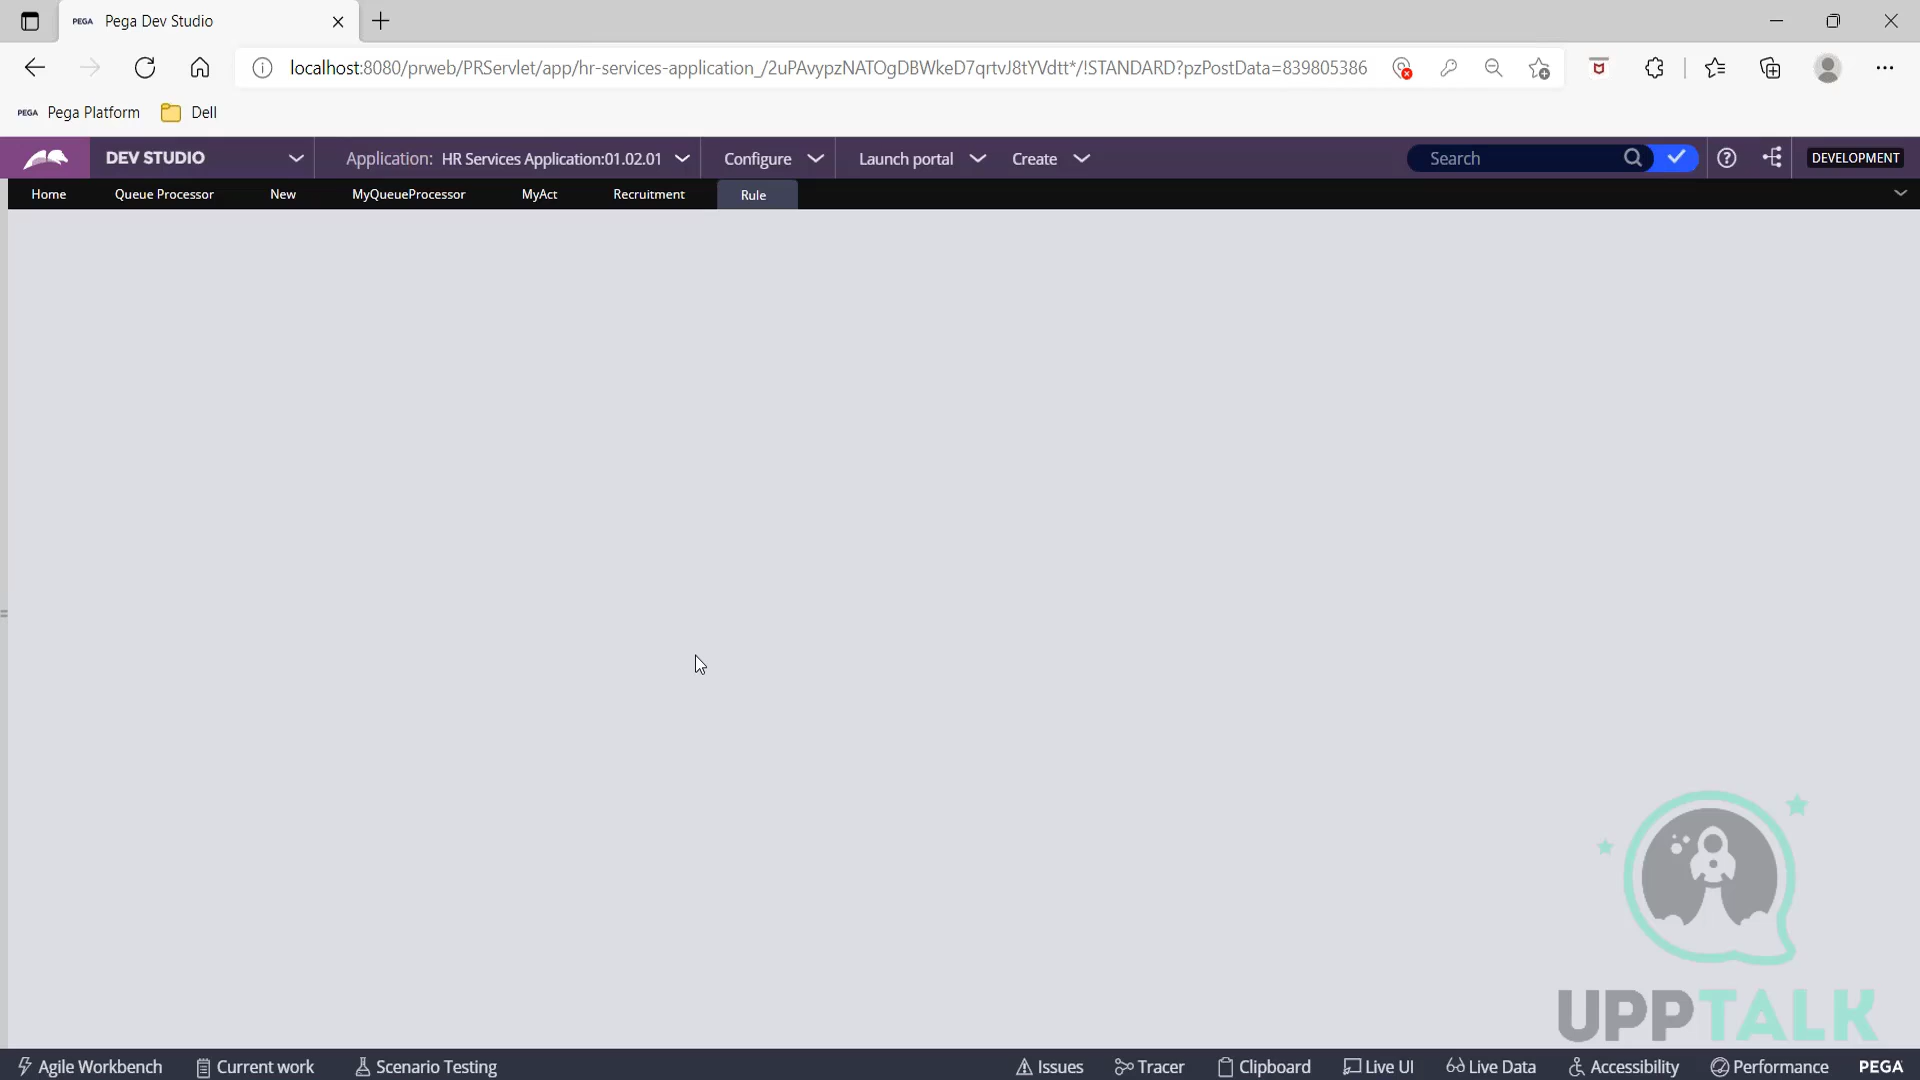 PEGA Pega Dev Studio
localhost:8080/prweb/PRServlet/app/hr-services-application_/2uPAvypzNATOgDBWkeD7qrtvJ8tYVdtt*/!STANDARD?pzPostData=839805386
PEGA Pega Platform Dell
DEV STUDIO Application: HR Services Application:01.02.01 Configure Launch portal Create Search DEVELOPMENT
Home Queue Processor New MyQueueProcessor MyAct Recruitment Rule
UPPTALK
Agile Workbench Current work Scenario Testing Issues Tracer Clipboard Live UI Live Data Accessibility Performance PEGA